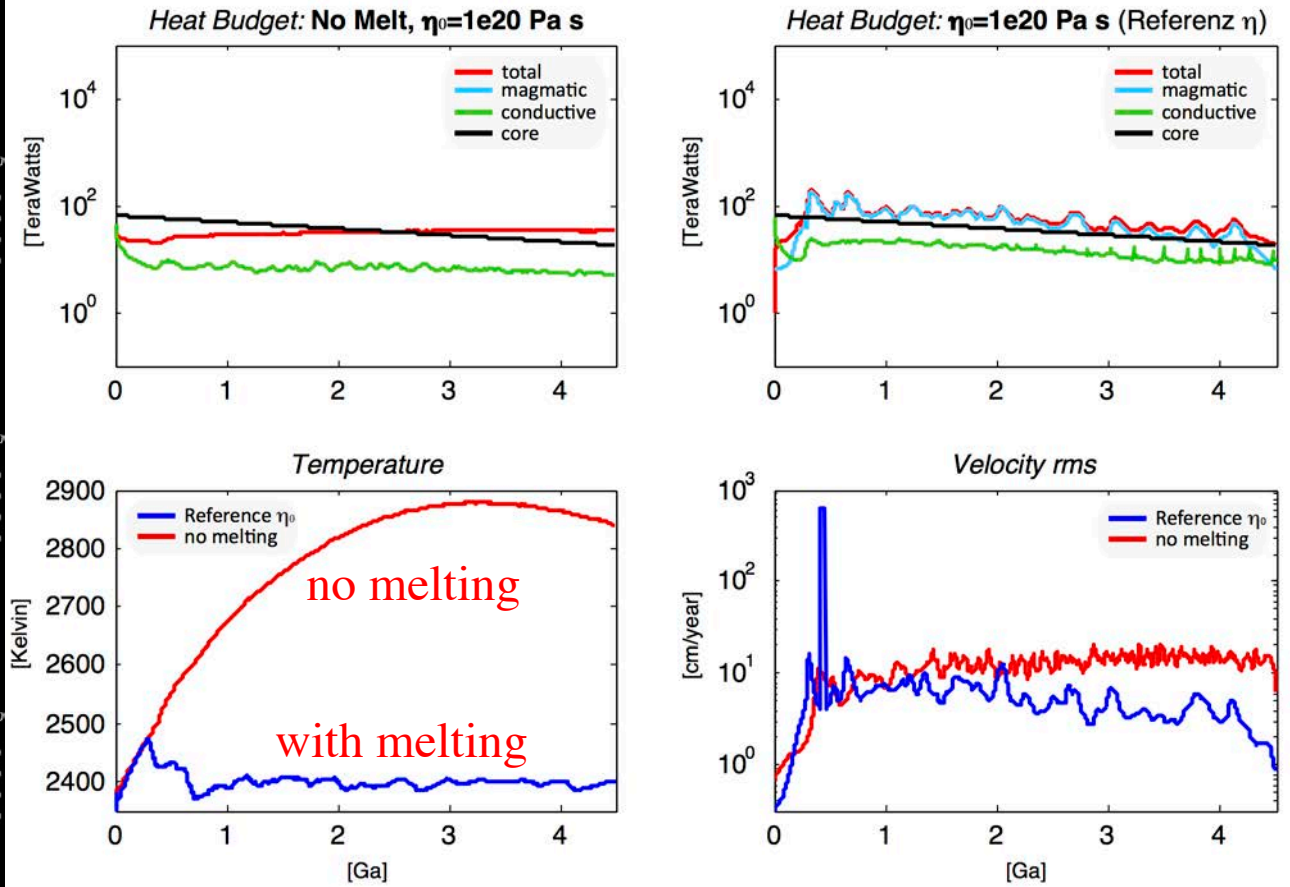 Heat Budget: No Melt, η₀=1e20 Pa s
[TeraWatts]
10⁴
10²
10⁰
total
magmatic
conductive
core
0 1 2 3 4
Heat Budget: η₀=1e20 Pa s (Referenz η)
[TeraWatts]
10⁴
10²
10⁰
total
magmatic
conductive
core
0 1 2 3 4
Temperature
[Kelvin]
2900
2800
2700
2600
2500
2400
Reference η₀
no melting
no melting
with melting
0 1 2 3 4
[Ga]
Velocity rms
[cm/year]
10³
10²
10¹
10⁰
Reference η₀
no melting
0 1 2 3 4
[Ga]